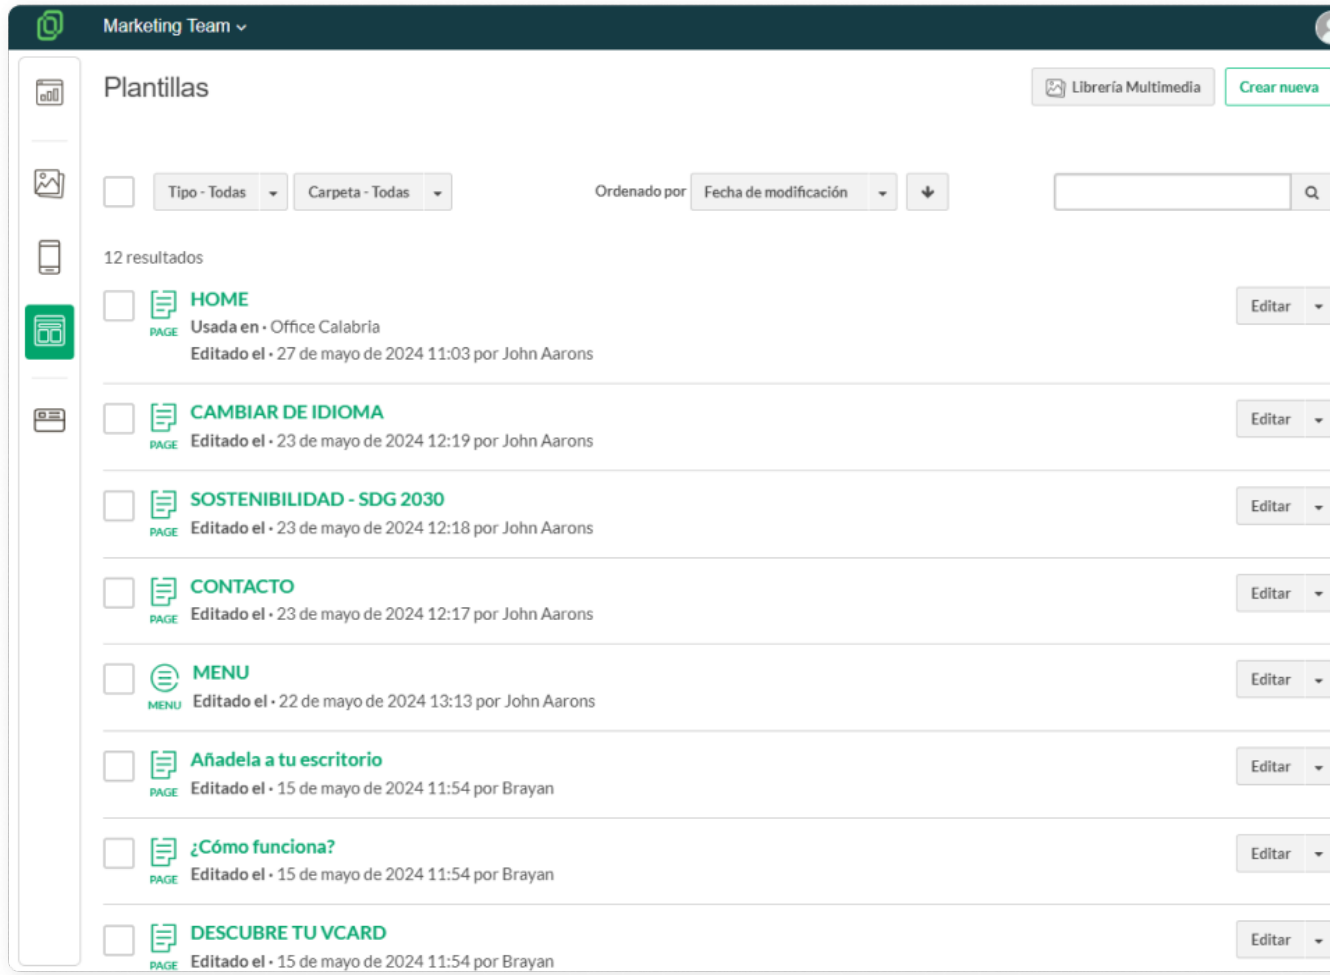 Marketing Team
Plantillas
Librería Multimedia
Crear nueva
Tipo - Todas
Carpeta - Todas
Ordenado por
Fecha de modificación
12 resultados
HOME
Editar
PAGE
Usada en · Office Calabria
Editado el · 27 de mayo de 2024 11:03 por John Aarons
CAMBIAR DE IDIOMA
Editar
PAGE
Editado el · 23 de mayo de 2024 12:19 por John Aarons
SOSTENIBILIDAD - SDG 2030
Editar
PAGE
Editado el · 23 de mayo de 2024 12:18 por John Aarons
CONTACTO
Editar
PAGE
Editado el · 23 de mayo de 2024 12:17 por John Aarons
MENU
Editar
MENU
Editado el · 22 de mayo de 2024 13:13 por John Aarons
Añadela a tu escritorio
Editar
PAGE
Editado el · 15 de mayo de 2024 11:54 por Brayan
¿Cómo funciona?
Editar
PAGE
Editado el · 15 de mayo de 2024 11:54 por Brayan
DESCUBRE TU VCARD
Editar
PAGE
Editado el · 15 de mayo de 2024 11:54 por Brayan